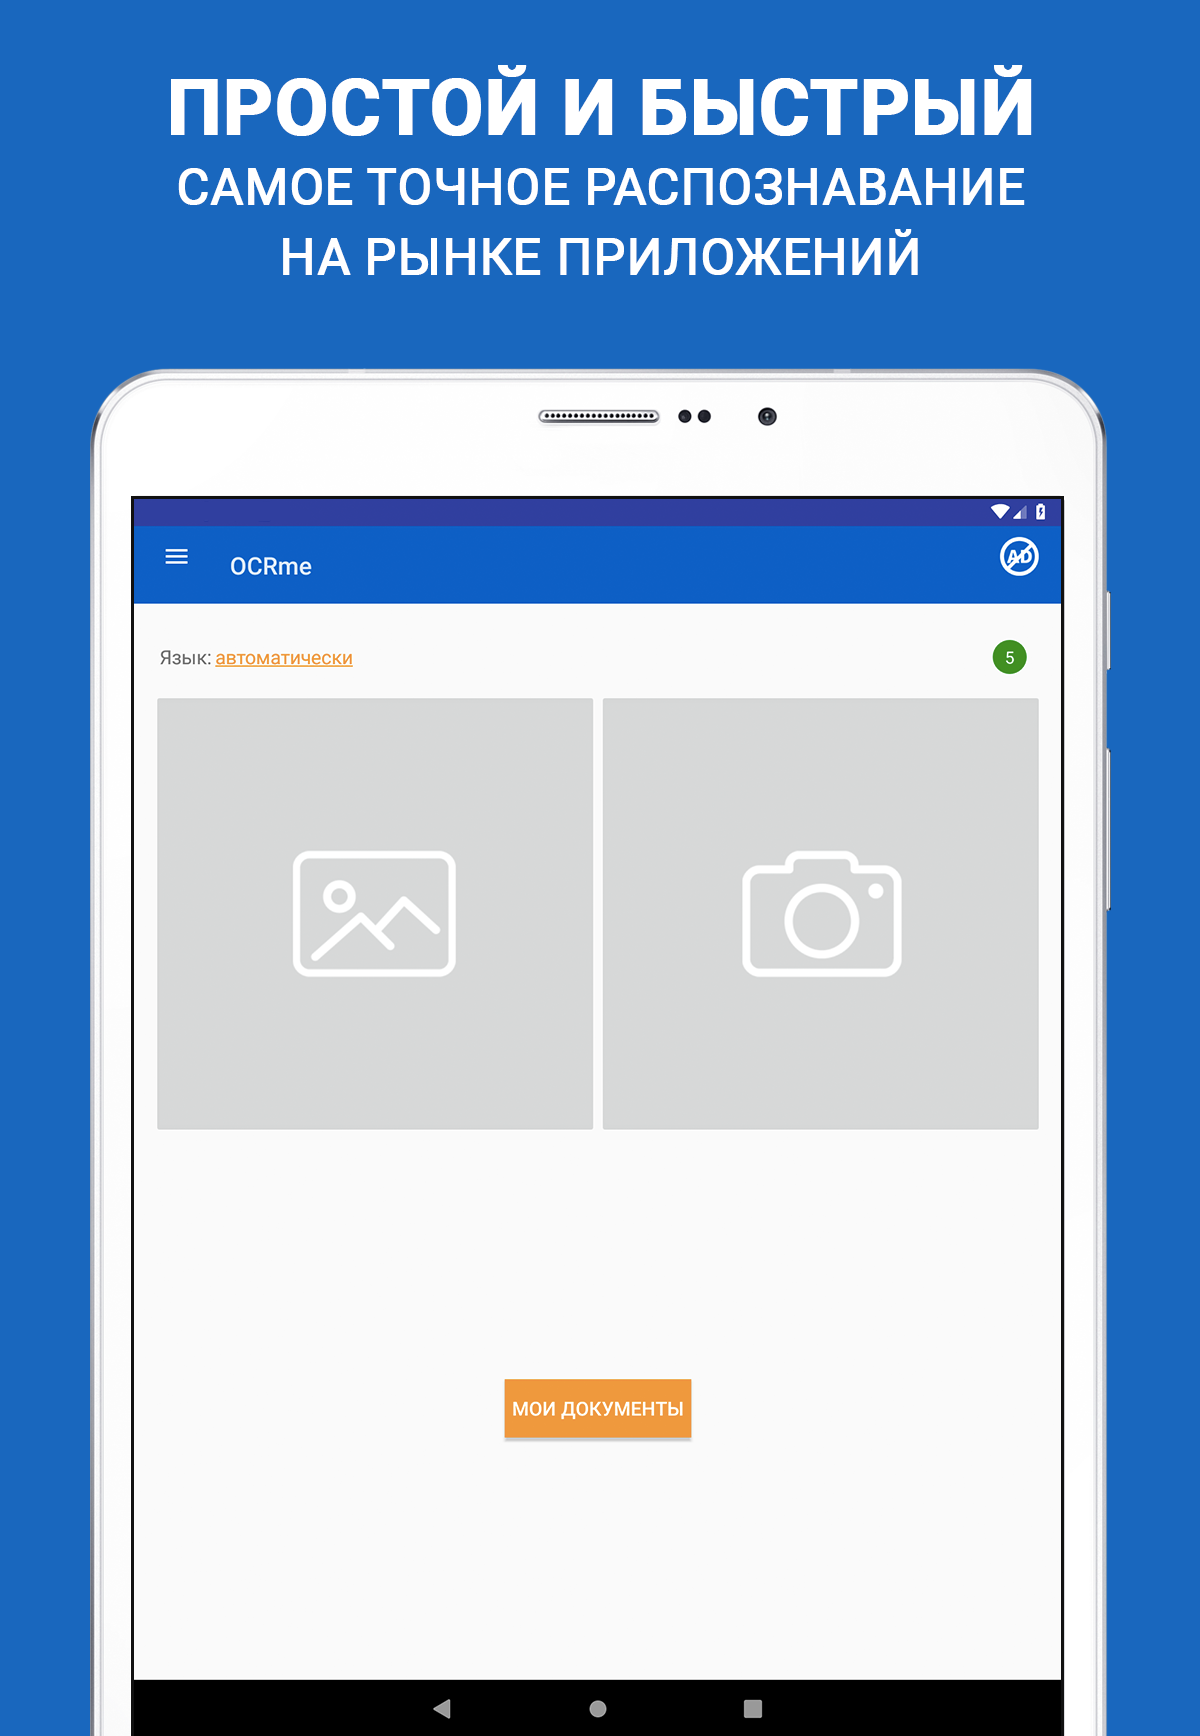 ПРОСТОЙ И БЫСТРЫЙ
САМОЕ ТОЧНОЕ РАСПОЗНАВАНИЕ
НА РЫНКЕ ПРИЛОЖЕНИЙ
OCRme
AD
Язык: автоматически
5
МОИ ДОКУМЕНТЫ